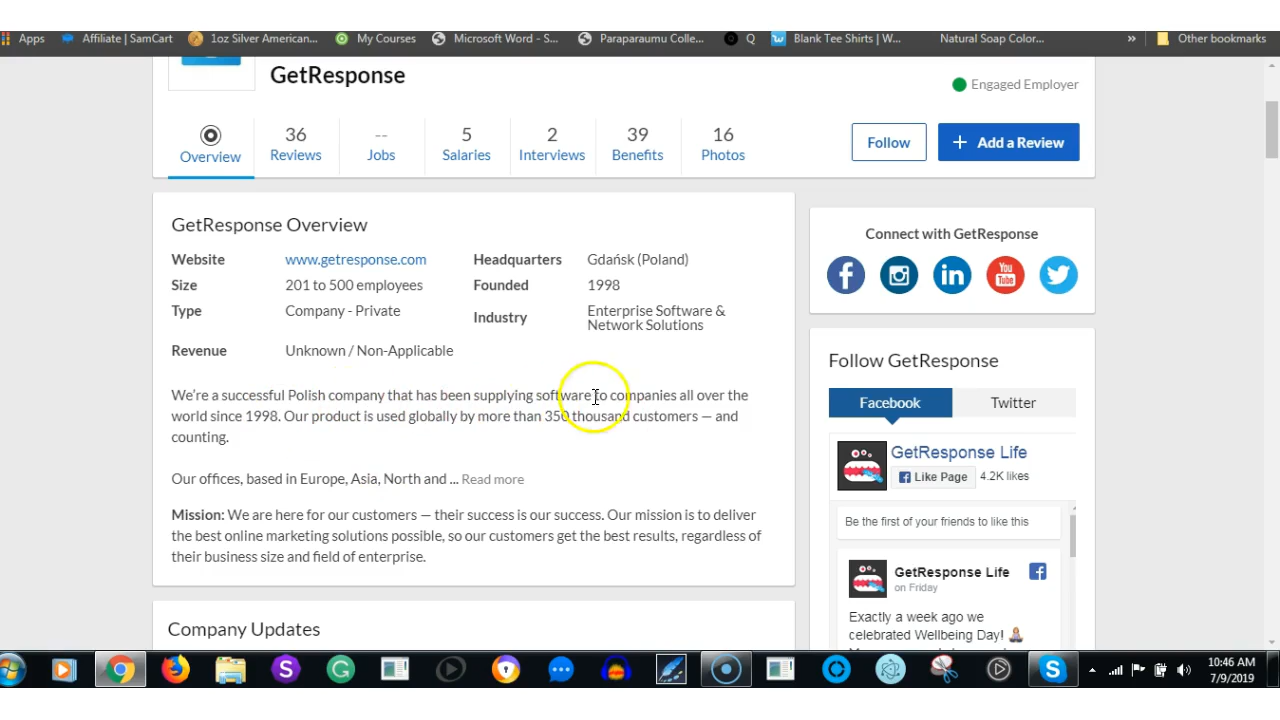 Apps
Affiliate | SamCart
1oz Silver American...
My Courses
Microsoft Word - S...
Paraparaumu Colle...
Q
Blank Tee Shirts | W...
Natural Soap Color...
»
Other bookmarks
GetResponse
Engaged Employer
Overview
36
Reviews
--
Jobs
5
Salaries
2
Interviews
39
Benefits
16
Photos
Follow
+ Add a Review
GetResponse Overview
Website www.getresponse.com
Headquarters Gdańsk (Poland)
Size 201 to 500 employees
Founded 1998
Type Company - Private
Industry Enterprise Software &
Network Solutions
Revenue Unknown / Non-Applicable
We're a successful Polish company that has been supplying software to companies all over the
world since 1998. Our product is used globally by more than 350 thousand customers — and
counting.
Our offices, based in Europe, Asia, North and ... Read more
Mission: We are here for our customers — their success is our success. Our mission is to deliver
the best online marketing solutions possible, so our customers get the best results, regardless of
their business size and field of enterprise.
Company Updates
Connect with GetResponse
You
Tube
Follow GetResponse
Facebook Twitter
GetResponse Life
Like Page 4.2K likes
Be the first of your friends to like this
GetResponse Life
on Friday
Exactly a week ago we
celebrated Wellbeing Day!
10:46 AM
7/9/2019